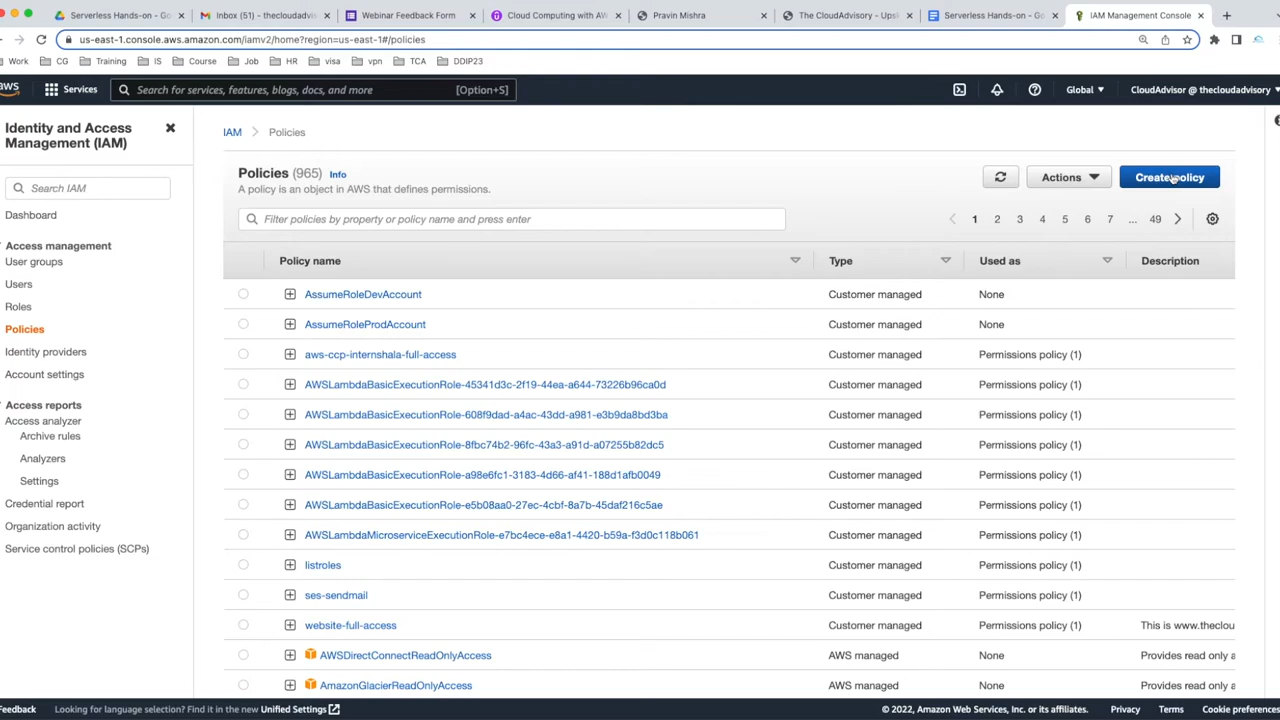 Serverless Hands-on - Go
Inbox (51) - thecloudadvis
Webinar Feedback Form
Cloud Computing with AW
Pravin Mishra
The CloudAdvisory - Upsk
Serverless Hands-on - Go
IAM Management Console
us-east-1.console.aws.amazon.com/iamv2/home?region=us-east-1#/policies
Work CG Training IS Course Job HR visa vpn TCA DDIP23
aws Services Search for services, features, blogs, docs, and more [Option+S] Global CloudAdvisor @ thecloudadvisory
Identity and Access
Management (IAM)
Search IAM
Dashboard
Access management
User groups
Users
Roles
Policies
Identity providers
Account settings
Access reports
Access analyzer
Archive rules
Analyzers
Settings
Credential report
Organization activity
Service control policies (SCPs)
IAM > Policies
Policies (965) Info
A policy is an object in AWS that defines permissions.
Actions Create policy
Filter policies by property or policy name and press enter
1 2 3 4 5 6 7 ... 49
Policy name Type Used as Description
AssumeRoleDevAccount Customer managed None
AssumeRoleProdAccount Customer managed None
aws-ccp-internshala-full-access Customer managed Permissions policy (1)
AWSLambdaBasicExecutionRole-45341d3c-2f19-44ea-a644-73226b96ca0d Customer managed Permissions policy (1)
AWSLambdaBasicExecutionRole-608f9dad-a4ac-43dd-a981-e3b9da8bd3ba Customer managed Permissions policy (1)
AWSLambdaBasicExecutionRole-8fbc74b2-96fc-43a3-a91d-a07255b82dc5 Customer managed Permissions policy (1)
AWSLambdaBasicExecutionRole-a98e6fc1-3183-4d66-af41-188d1afb0049 Customer managed Permissions policy (1)
AWSLambdaBasicExecutionRole-e5b08aa0-27ec-4cbf-8a7b-45daf216c5ae Customer managed Permissions policy (1)
AWSLambdaMicroserviceExecutionRole-e7bc4ece-e8a1-4420-b59a-f3d0c118b061 Customer managed Permissions policy (1)
listroles Customer managed Permissions policy (1)
ses-sendmail Customer managed Permissions policy (1)
website-full-access Customer managed Permissions policy (1) This is www.theclou
AWSDirectConnectReadOnlyAccess AWS managed None Provides read only a
AmazonGlacierReadOnlyAccess AWS managed None Provides read only a
Feedback Looking for language selection? Find it in the new Unified Settings © 2022, Amazon Web Services, Inc. or its affiliates. Privacy Terms Cookie preferences